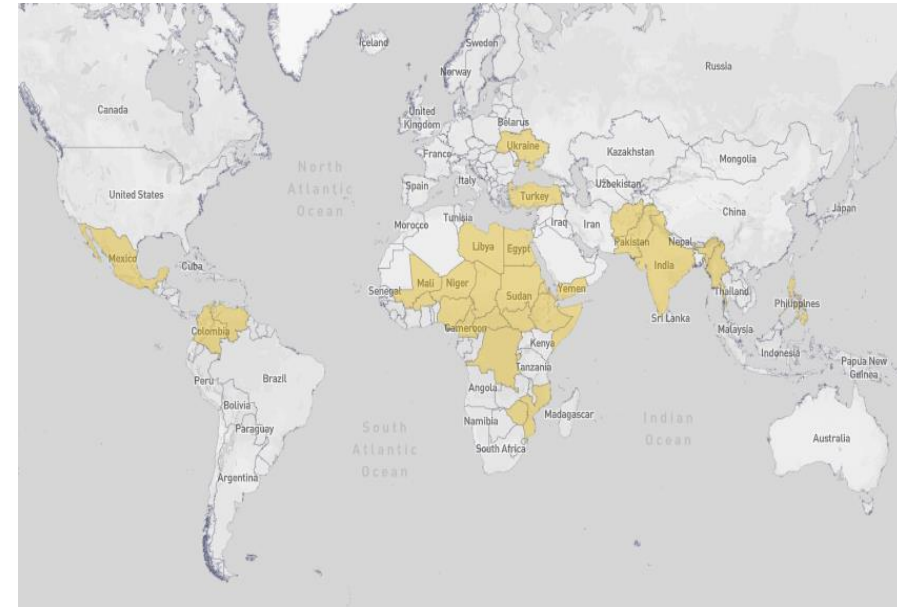 Iceland
Sweden
Norway
Russia
Canada
United
Kingdom
Belarus
Ukraine
France
Kazakhstan
Mongolia
North
Atlantic
Ocean
Spain
Italy
Turkey
Uzbekistan
United States
China
Japan
Morocco
Tunisia
Iraq
Iran
Libya
Egypt
Pakistan
Nepal
Mexico
Cuba
India
Senegal
Mali
Niger
Sudan
Yemen
Thailand
Philippines
Sri Lanka
Colombia
Cameroon
Kenya
Malaysia
Indonesia
Papua New
Guinea
Peru
Brazil
Tanzania
Angola
Bolivia
Paraguay
Namibia
Madagascar
South
Atlantic
Ocean
Indian
Ocean
South Africa
Australia
Argentina